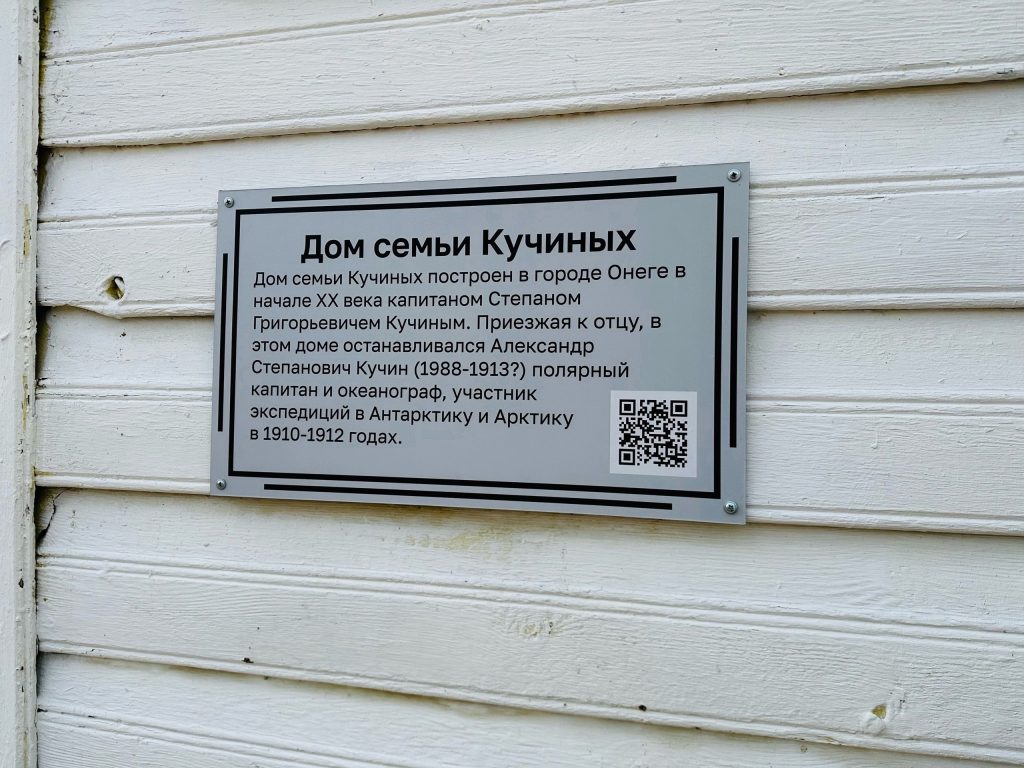 Дом семьи Кучиных
Дом семьи Кучиных построен в городе Онеге в
начале XX века капитаном Степаном
Григорьевичем Кучиным. Приезжая к отцу, в
этом доме останавливался Александр
Степанович Кучин (1988-1913?) полярный
капитан и океанограф, участник
экспедиций в Антарктику и Арктику
в 1910-1912 годах.